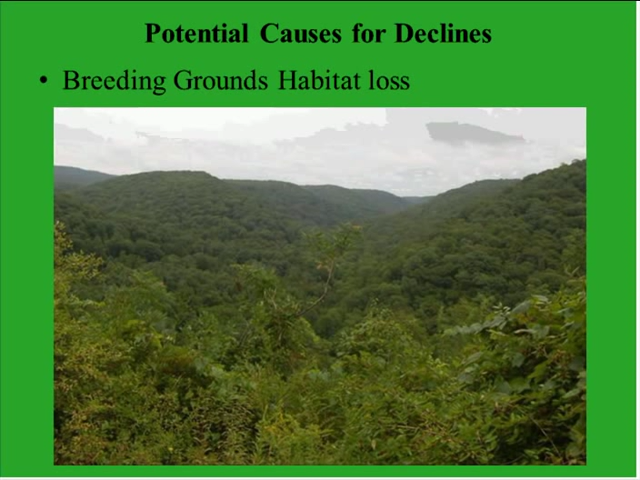 Potential Causes for Declines
• Breeding Grounds Habitat loss